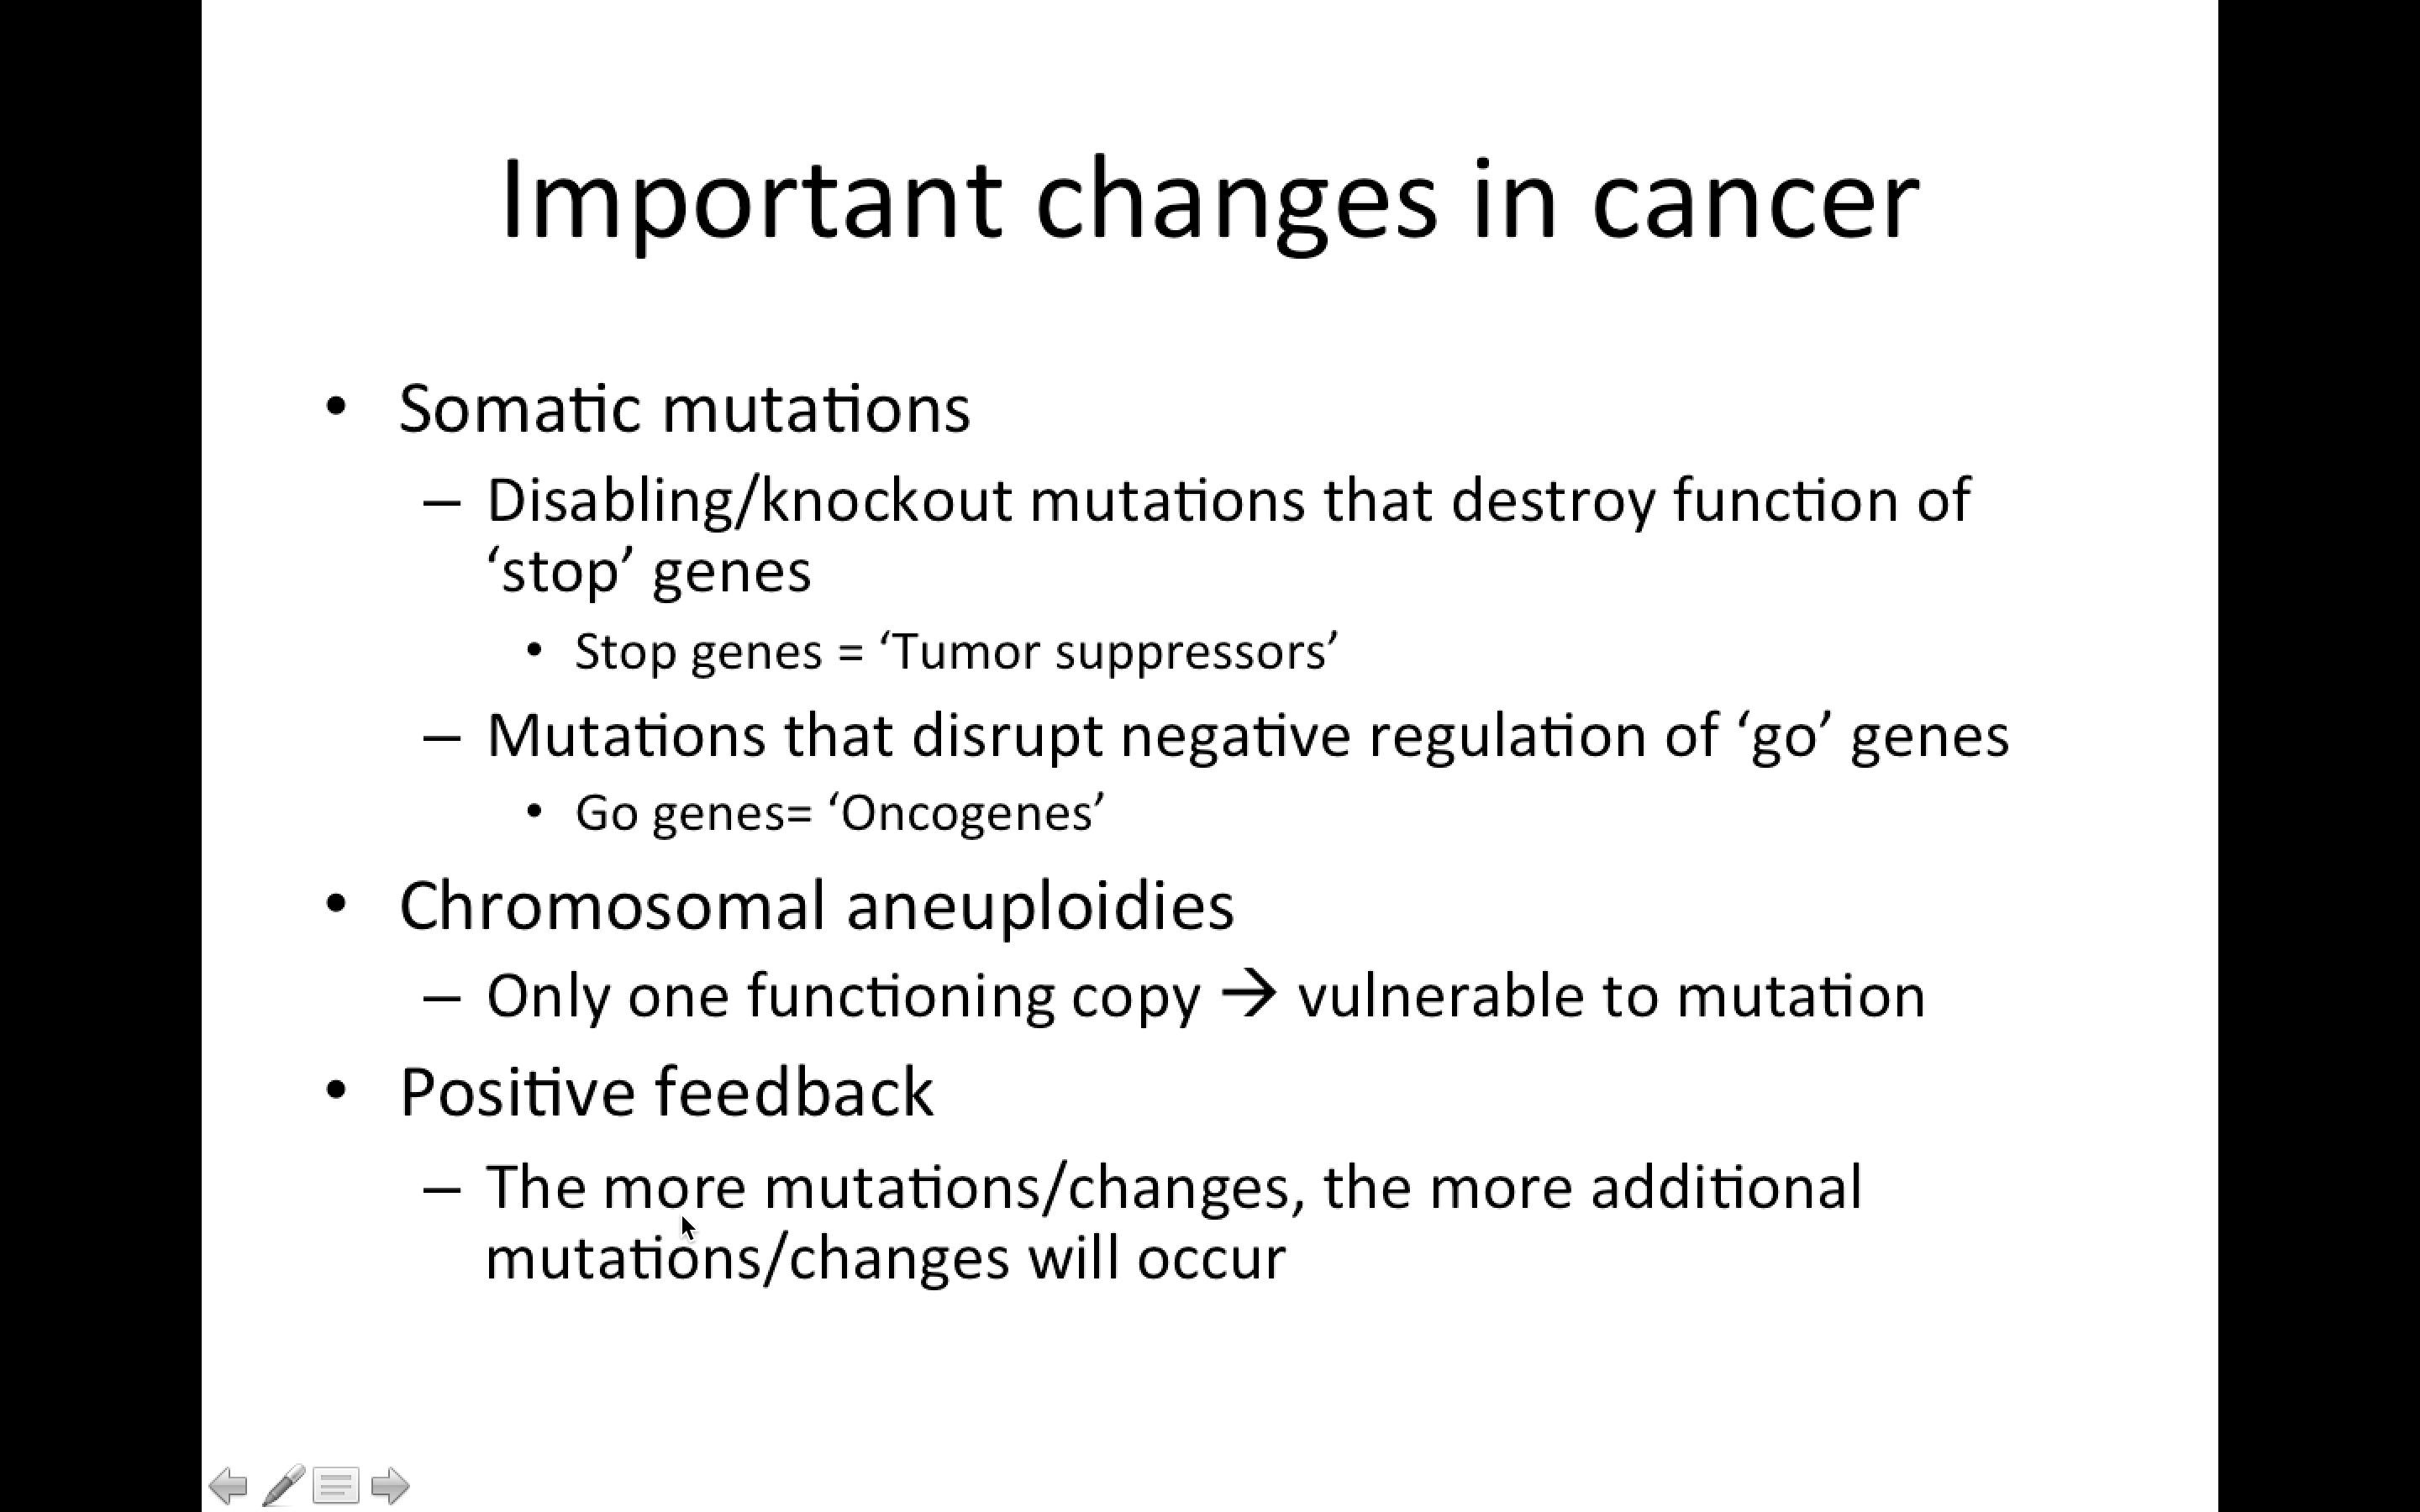 Important changes in cancer
• Somatic mutations
– Disabling/knockout mutations that destroy function of
‘stop’ genes
• Stop genes = ‘Tumor suppressors’
– Mutations that disrupt negative regulation of ‘go’ genes
• Go genes= ‘Oncogenes’
• Chromosomal aneuploidies
– Only one functioning copy → vulnerable to mutation
• Positive feedback
– The more mutations/changes, the more additional
mutations/changes will occur